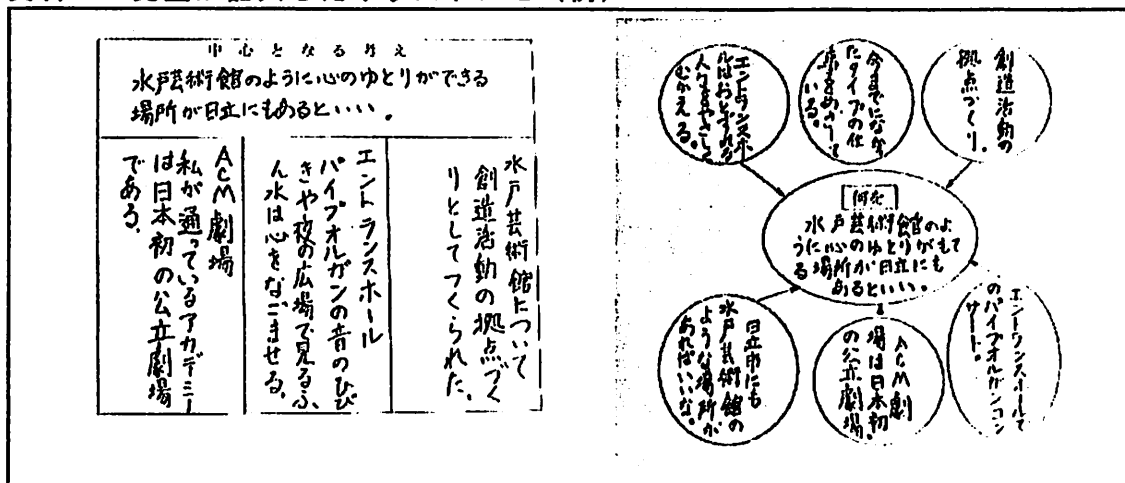 中心となる考え
水戸芸術館のように心のゆとりができる
場所が日立にもあるといい。
水戸芸術館について
創造活動の拠点づく
りとしてつくられた。
エントランスホール
パイプオルガンの音のひび
きや夜の広場で見るふ
ん水は心をなごませる。
ACM劇場
私が通っているアカデミー
は日本初の公立劇場
である。
創造活動の
拠点づくり。
今までにな
たタイプの仕
いる。
エントランスホー
ルはおとずれる
人々をやさしく
むかえる。
[何を]
水戸芸術館のよ
うに心のゆとりがもて
る場所が日立にも
あるといい。
日立市にも
水戸芸術館の
ような場所が
あればいいな。
ACM劇
場は日本初
の公立劇場。
エントランスホールで
のパイプオルガンコン
サート。